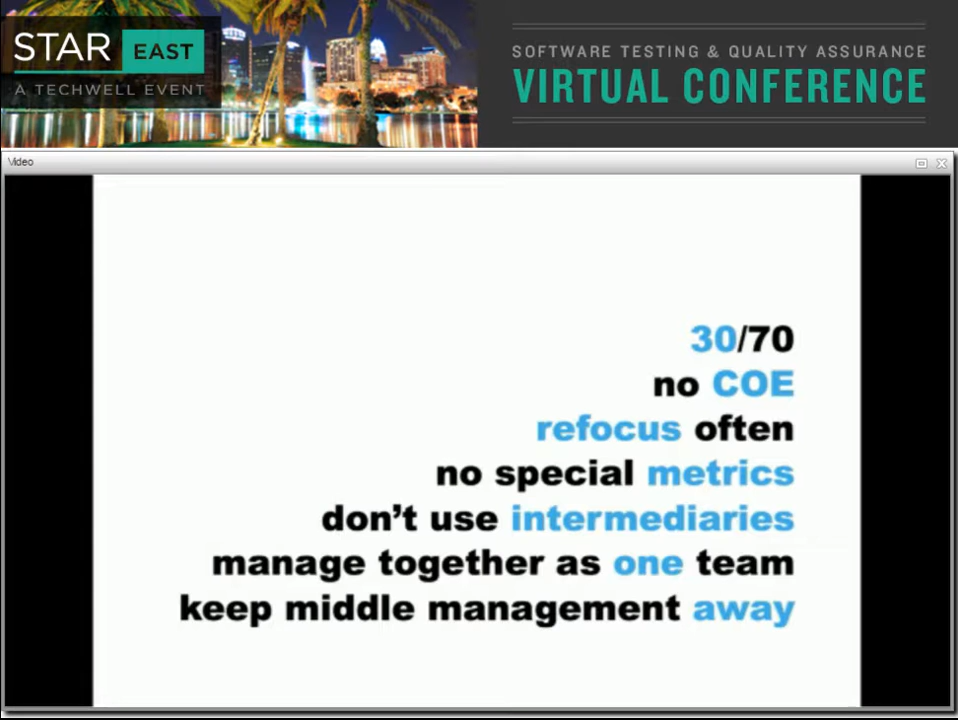 STAR EAST
A TECHWELL EVENT
SOFTWARE TESTING & QUALITY ASSURANCE
VIRTUAL CONFERENCE
Video
30/70
no COE
refocus often
no special metrics
don’t use intermediaries
manage together as one team
keep middle management away